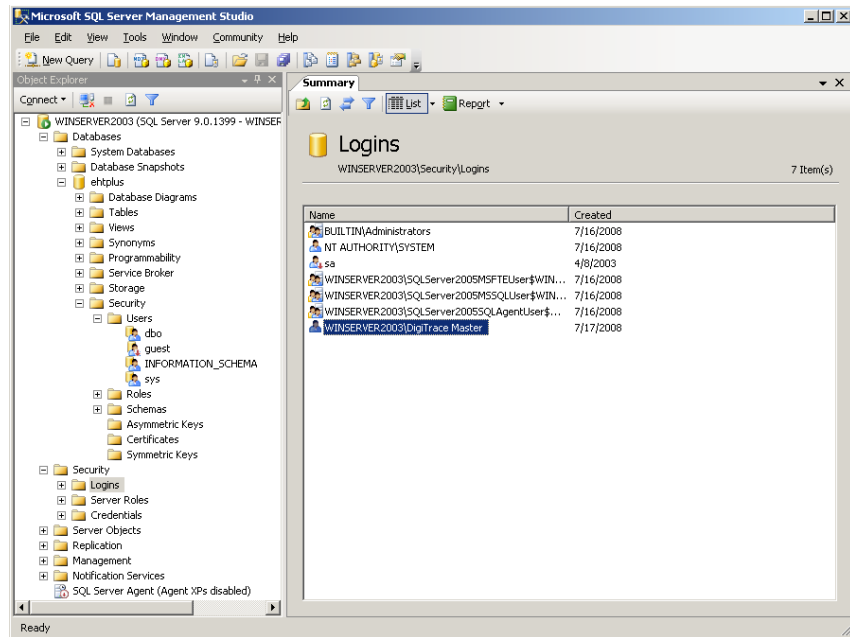 Microsoft SQL Server Management Studio
File Edit View Tools Window Community Help
New Query
Object Explorer
Connect
WINSERVER2003 (SQL Server 9.0.1399 - WINSER
Databases
System Databases
Database Snapshots
ehtplus
Database Diagrams
Tables
Views
Synonyms
Programmability
Service Broker
Storage
Security
Users
dbo
guest
INFORMATION_SCHEMA
sys
Roles
Schemas
Asymmetric Keys
Certificates
Symmetric Keys
Security
Logins
Server Roles
Credentials
Server Objects
Replication
Management
Notification Services
SQL Server Agent (Agent XPs disabled)
Summary
List Report
Logins
WINSERVER2003\Security\Logins 7 Item(s)
Name Created
BUILTIN\Administrators 7/16/2008
NT AUTHORITY\SYSTEM 7/16/2008
sa 4/8/2003
WINSERVER2003\SQLServer2005MSFTEUser$WIN... 7/16/2008
WINSERVER2003\SQLServer2005MSSQLUser$WIN... 7/16/2008
WINSERVER2003\SQLServer2005SQLAgentUser$... 7/16/2008
WINSERVER2003\DigiTrace Master 7/17/2008
Ready